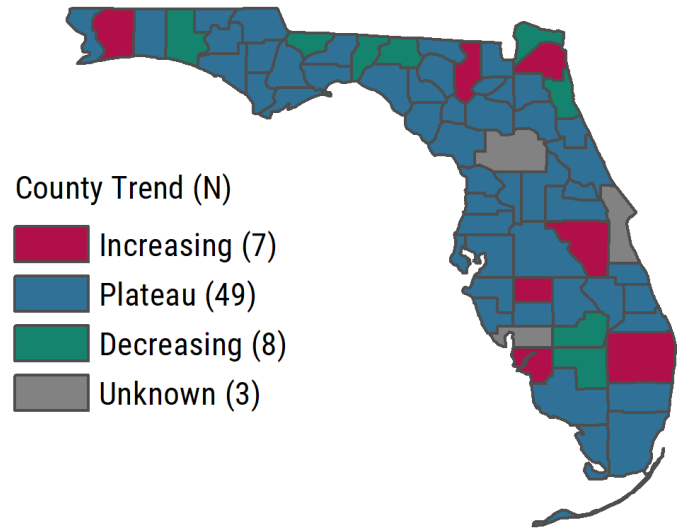 County Trend (N)
Increasing (7)
Plateau (49)
Decreasing (8)
Unknown (3)